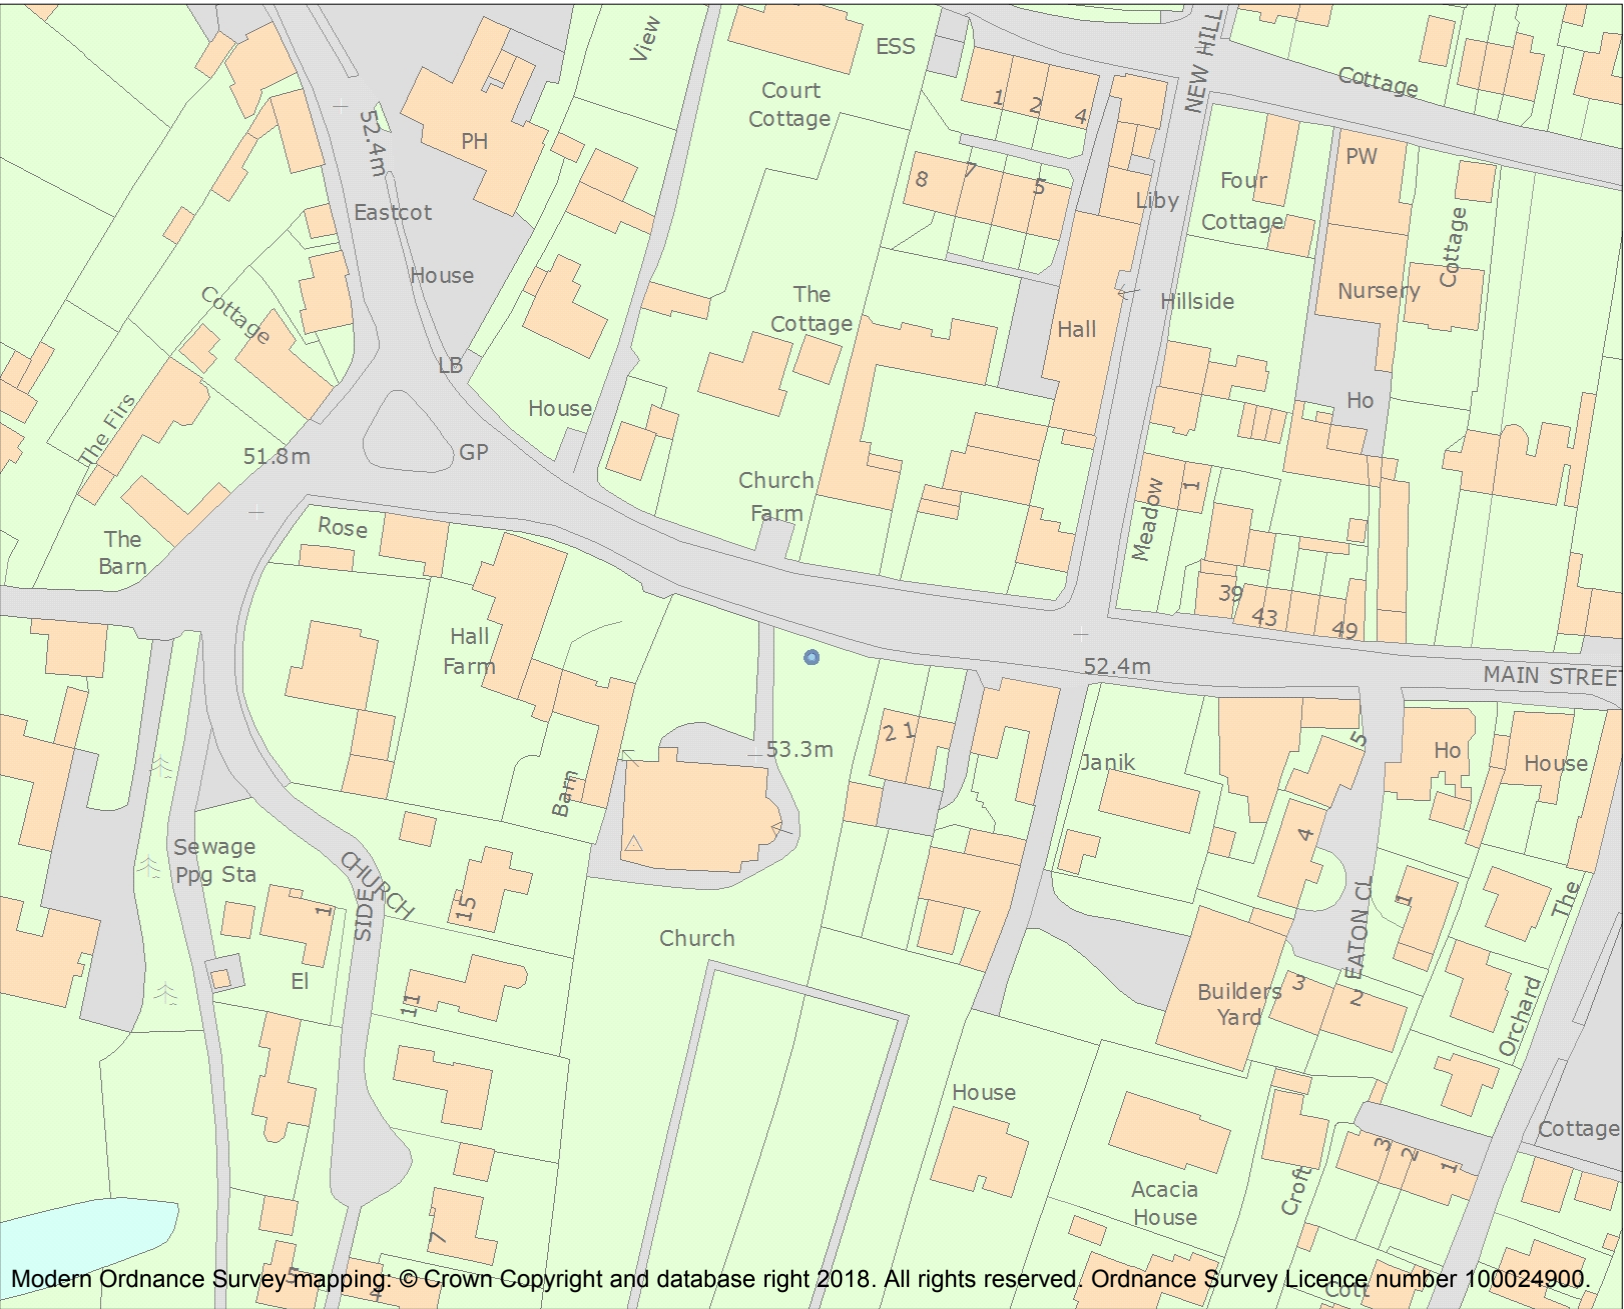 View
ESS
NEW HILL
Court
Cottage
1
2
4
Cottage
52.4m
PH
8
7
5
Liby
Four
Cottage
PW
Cottage
Eastcot
House
Cottage
The
Cottage
Hall
Hillside
Nursery
LB
House
Ho
The Firs
51.8m
GP
Church
Farm
Meadow
1
The
Barn
Rose
39
43
49
Hall
Farm
52.4m
MAIN STREET
2 1
53.3m
Janik
5
Ho
House
Barn
Sewage
Ppg Sta
CHURCH
SIDE
15
4
1
EATON CL
The
1
Church
El
11
Builders
Yard
3
2
Orchard
House
Cottage
3
2
1
Acacia
House
Croft
7
5
4
Cott
Modern Ordnance Survey mapping: © Crown Copyright and database right 2018. All rights reserved. Ordnance Survey Licence number 100024900.